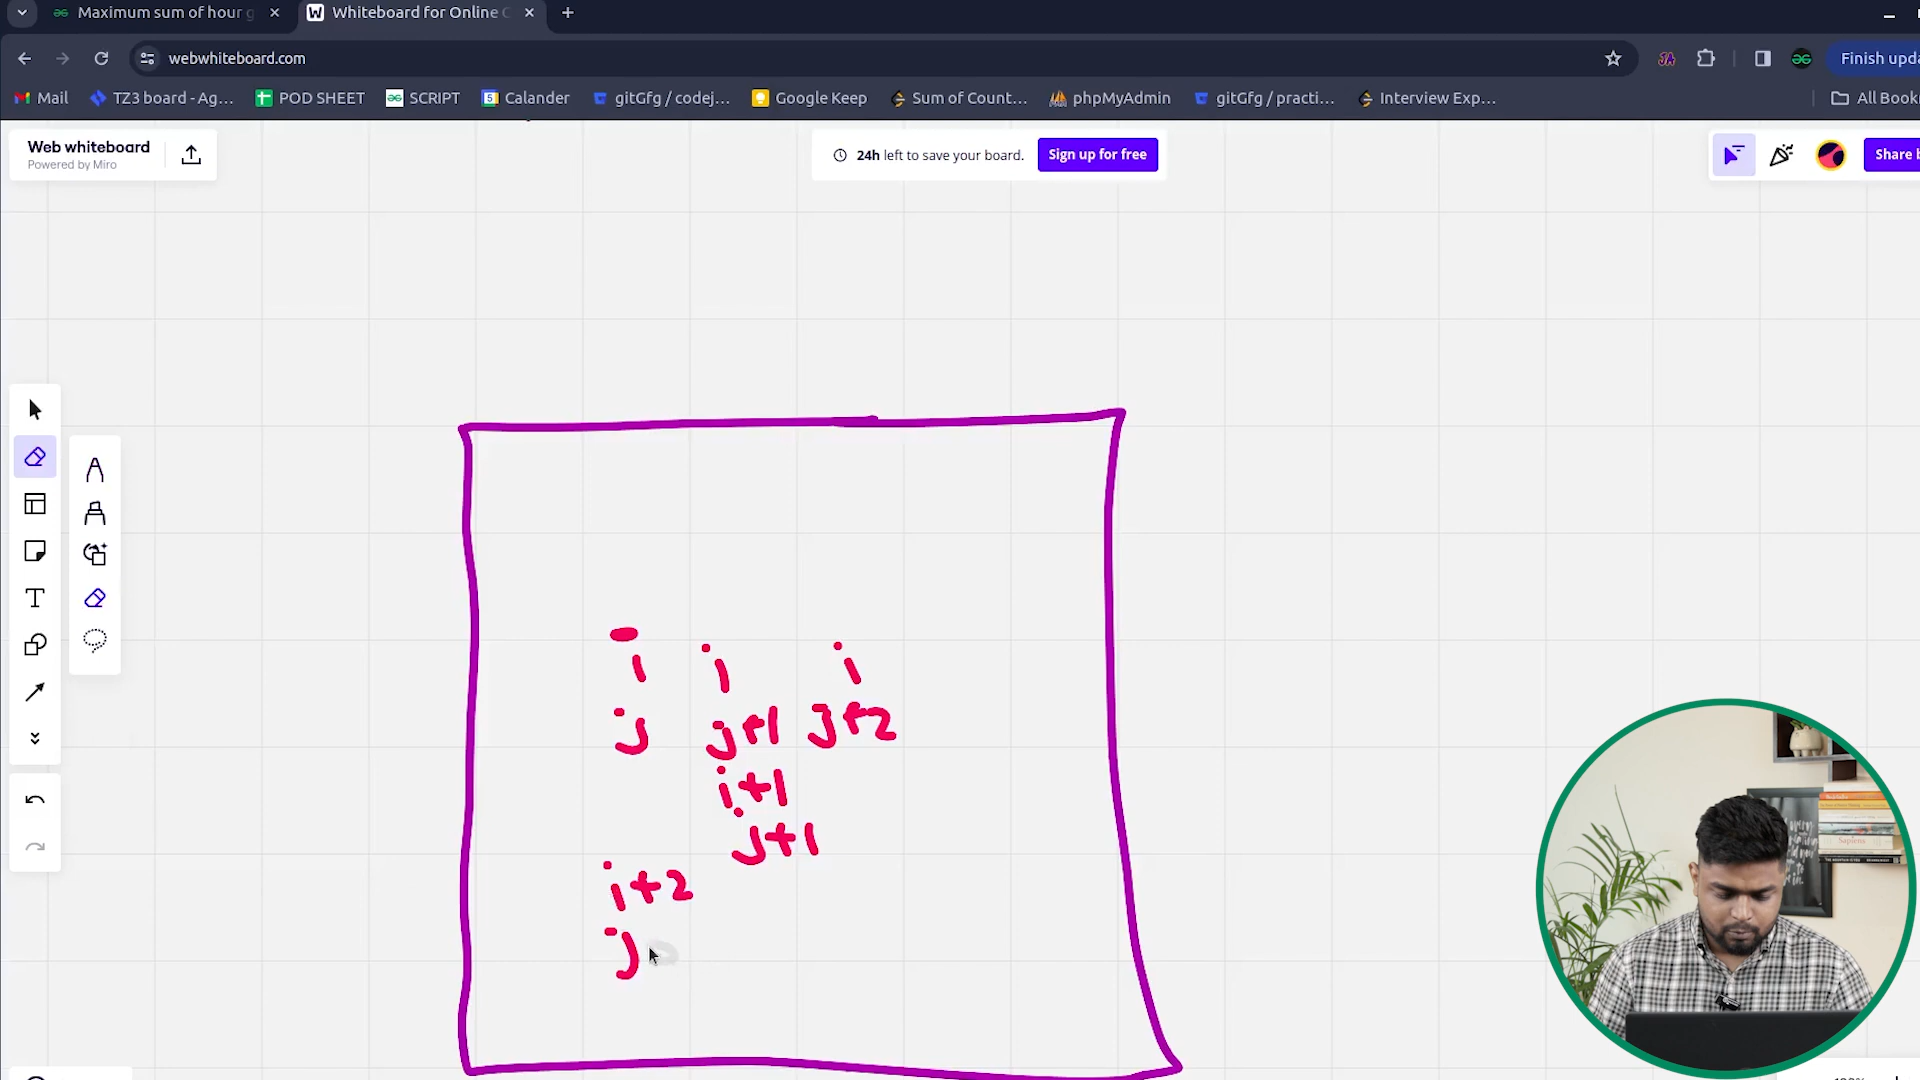 Maximum sum of hour g
Whiteboard for Online
webwhiteboard.com
Finish upda
Mail
TZ3 board - Ag...
POD SHEET
SCRIPT
Calander
gitGfg / codej...
Google Keep
Sum of Count...
phpMyAdmin
gitGfg / practi...
Interview Exp...
All Book
Web whiteboard
Powered by Miro
24h left to save your board.
Sign up for free
Share
i i i
j j+1 j+2
i+1
j+1
i+2
j
Sapiens